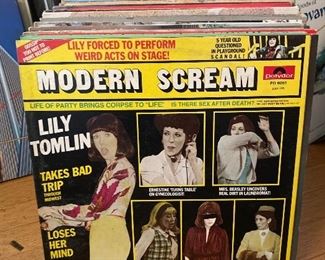 LILY FORCED TO PERFORM
WEIRD ACTS ON STAGE!
5 YEAR OLD
QUESTIONED
IN PLAYGROUND
SCANDAL!
MODERN SCREAM
polydor
LIFE OF PARTY BRINGS CORPSE TO "LIFE"
IS THERE SEX AFTER DEATH?
LILY
TOMLIN
TAKES BAD
TRIP
THROUGH MIDWEST
LOSES
HER MIND
ERNESTINE "TURNS TABLE"
ON GYNECOLOGIST!
MRS. BEASLEY UNCOVERS
REAL DIRT IN LAUNDROMAT!